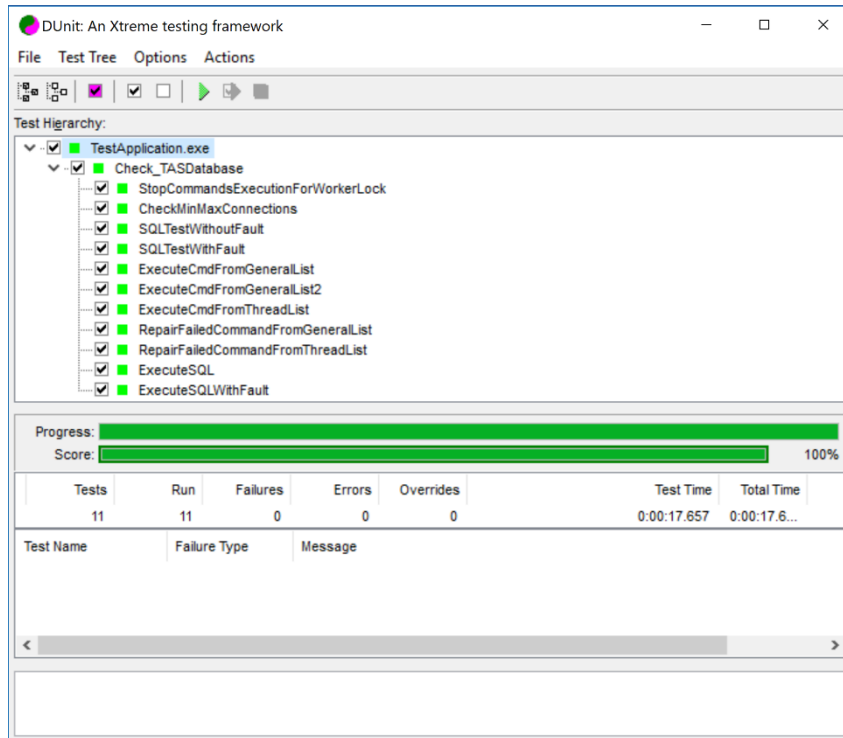 DUnit: An Xtreme testing framework
File Test Tree Options Actions
Test Hierarchy:
TestApplication.exe
Check_TASDatabase
StopCommandsExecutionForWorkerLock
CheckMinMaxConnections
SQLTestWithoutFault
SQLTestWithFault
ExecuteCmdFromGeneralList
ExecuteCmdFromGeneralList2
ExecuteCmdFromThreadList
RepairFailedCommandFromGeneralList
RepairFailedCommandFromThreadList
ExecuteSQL
ExecuteSQLWithFault
Progress:
Score: 100%
Tests Run Failures Errors Overrides Test Time Total Time
11 11 0 0 0 0:00:17.657 0:00:17.6...
Test Name Failure Type Message